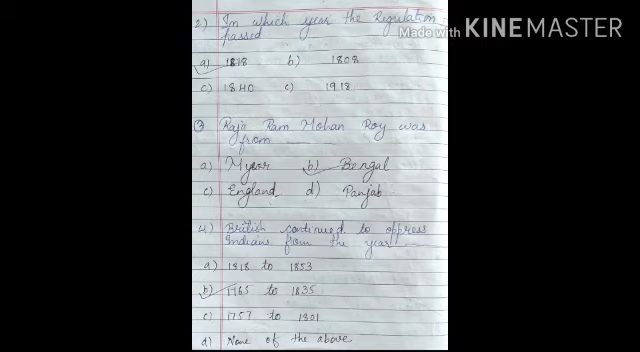 2) In which year the Regulation
passed
Made with KINEMASTER
a) 1818 b) 1808
c) 1840 c) 1918
③ Raja Ram Mohan Roy was
from
a) b) Bengal
c) England d) Panjab
4) British continued to oppress
Indians from the year
a) 1818 to 1853
b) 1765 to 1835
c) 1757 to 1801
d) None of the above